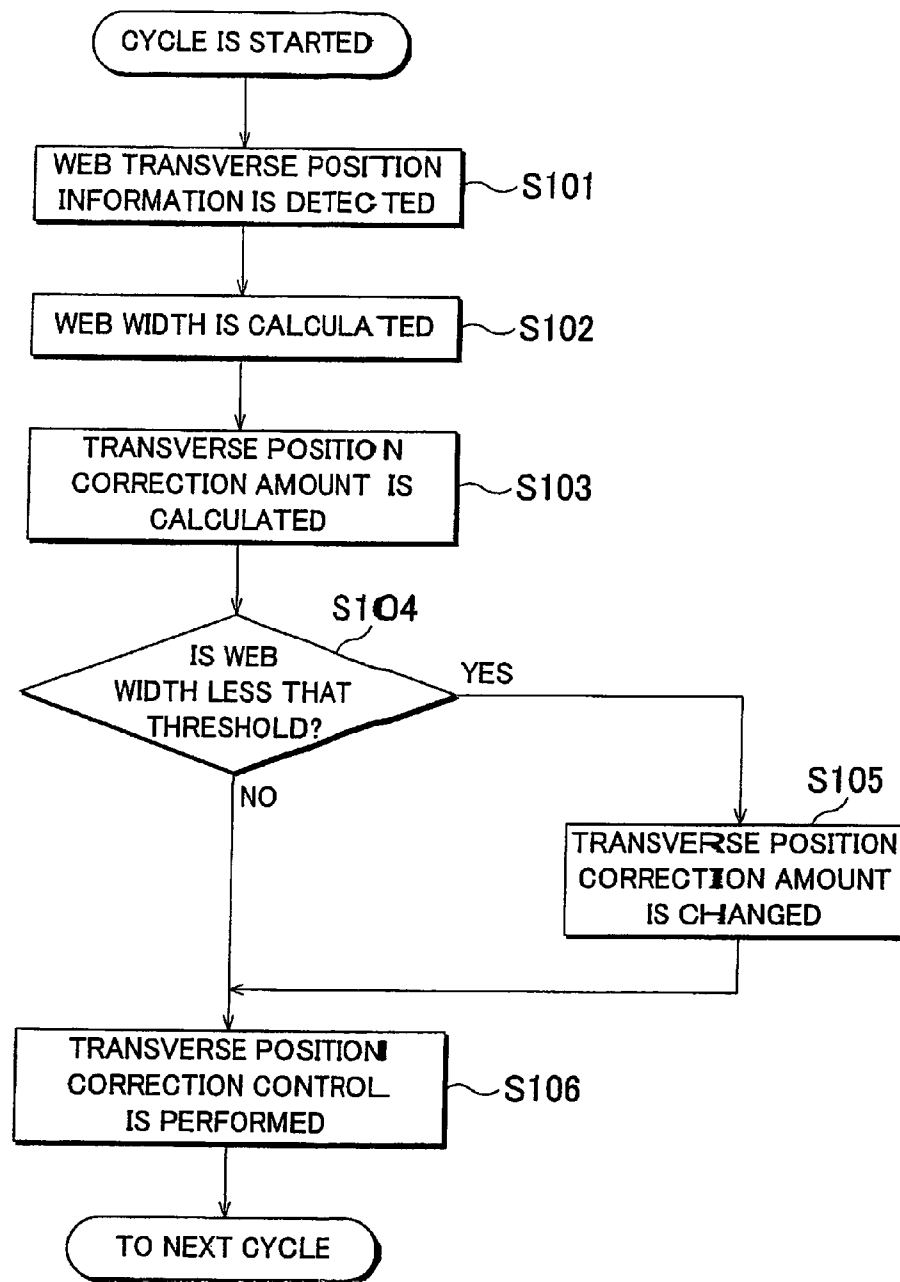 CYCLE IS STARTED
WEB TRANSVERSE POSITION
INFORMATION IS DETECTED
S101
WEB WIDTH IS CALCULATED
S102
TRANSVERSE POSITION
CORRECTION AMOUNT IS
CALCULATED
S103
S104
IS WEB
WIDTH LESS THAT
THRESHOLD?
YES
NO
S105
TRANSVERSE POSITION
CORRECTION AMOUNT
IS CHANGED
TRANSVERSE POSITION
CORRECTION CONTROL
IS PERFORMED
S106
TO NEXT CYCLE